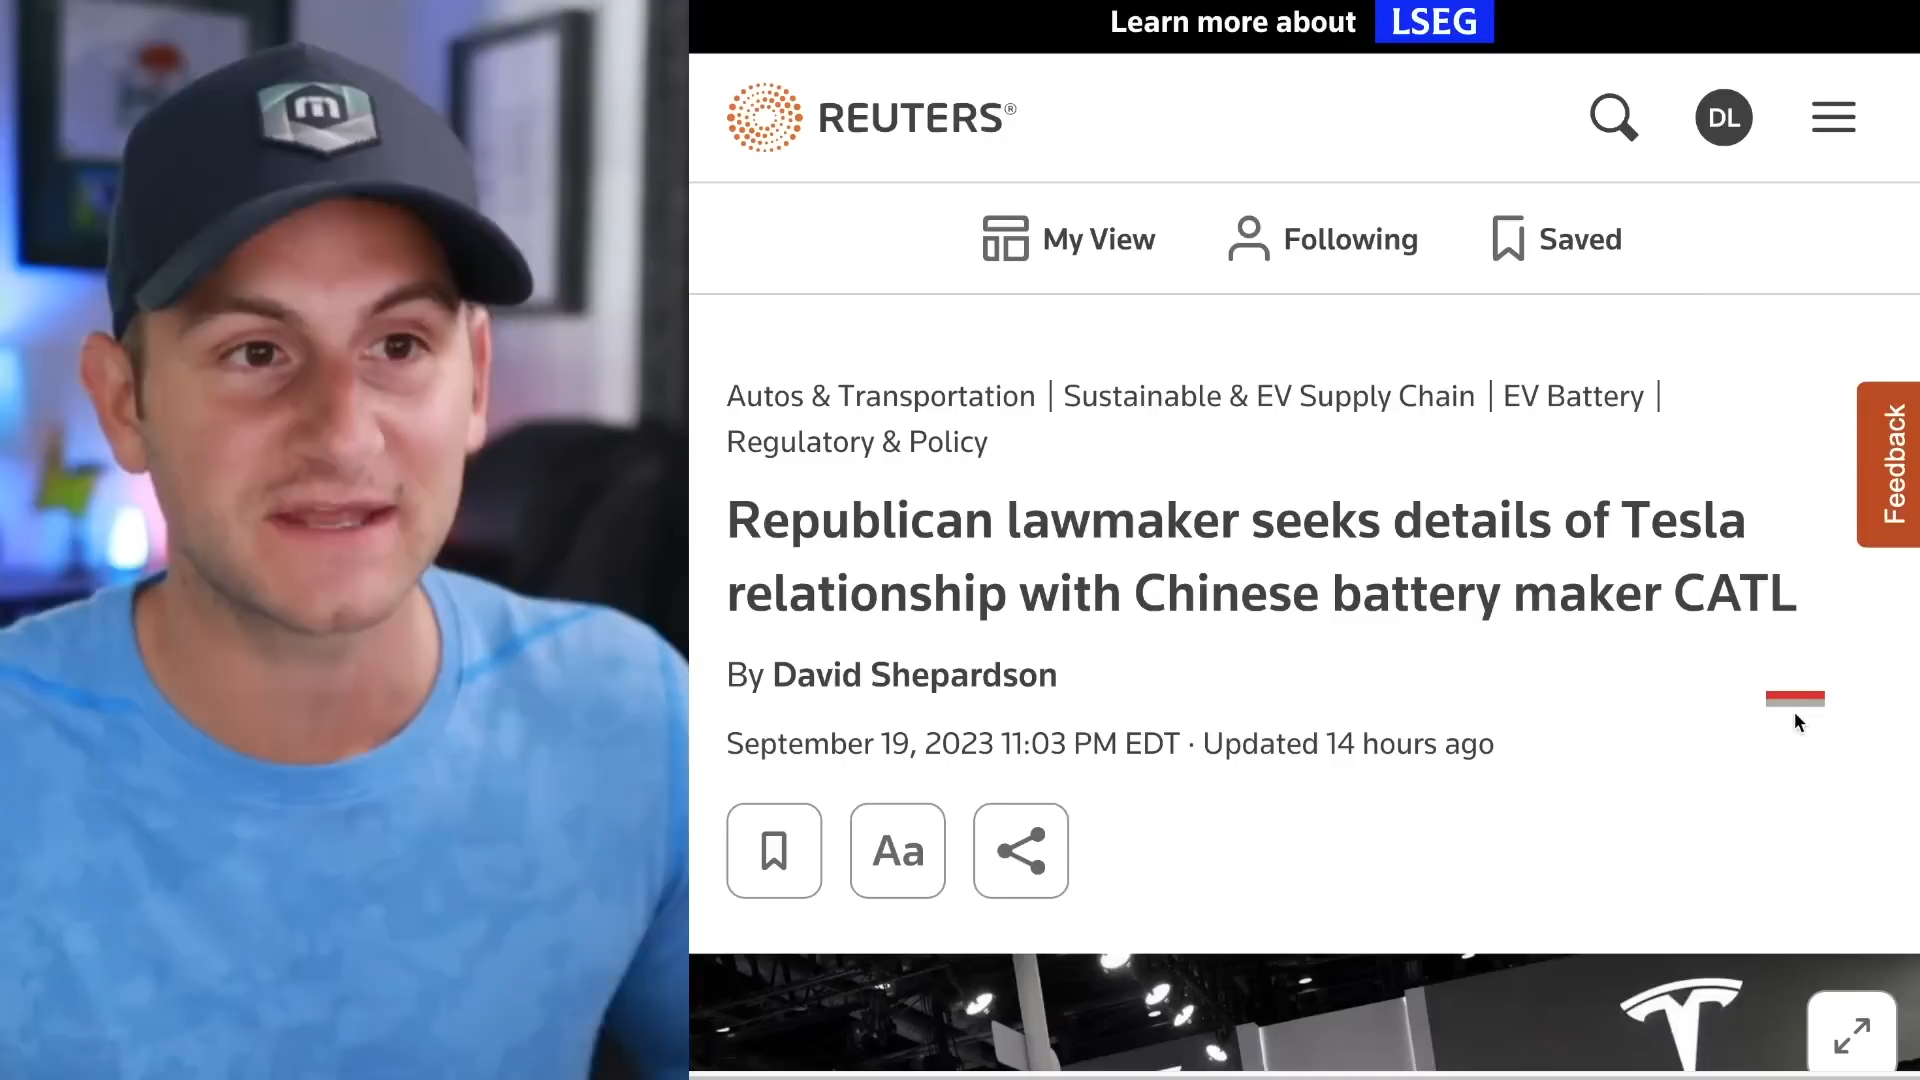 Learn more about LSEG
REUTERS®
DL
My View Following Saved
Autos & Transportation | Sustainable & EV Supply Chain | EV Battery |
Regulatory & Policy
Feedback
Republican lawmaker seeks details of Tesla
relationship with Chinese battery maker CATL
By David Shepardson
September 19, 2023 11:03 PM EDT · Updated 14 hours ago
Aa
m